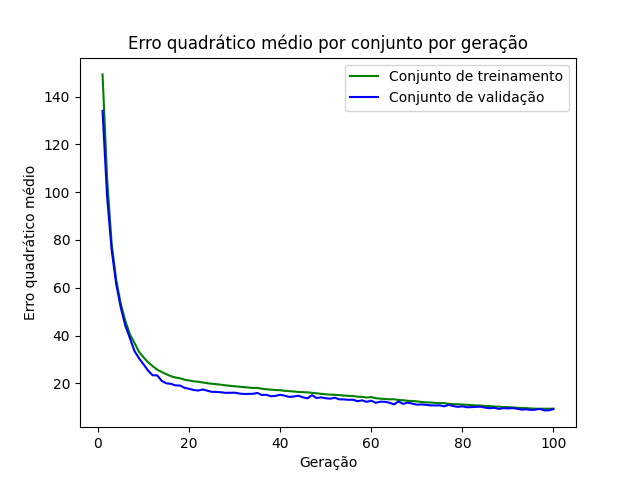 Erro quadrático médio por conjunto por geração
Conjunto de treinamento
Conjunto de validação
Erro quadrático médio
140
120
100
80
60
40
20
0 20 40 60 80 100
Geração